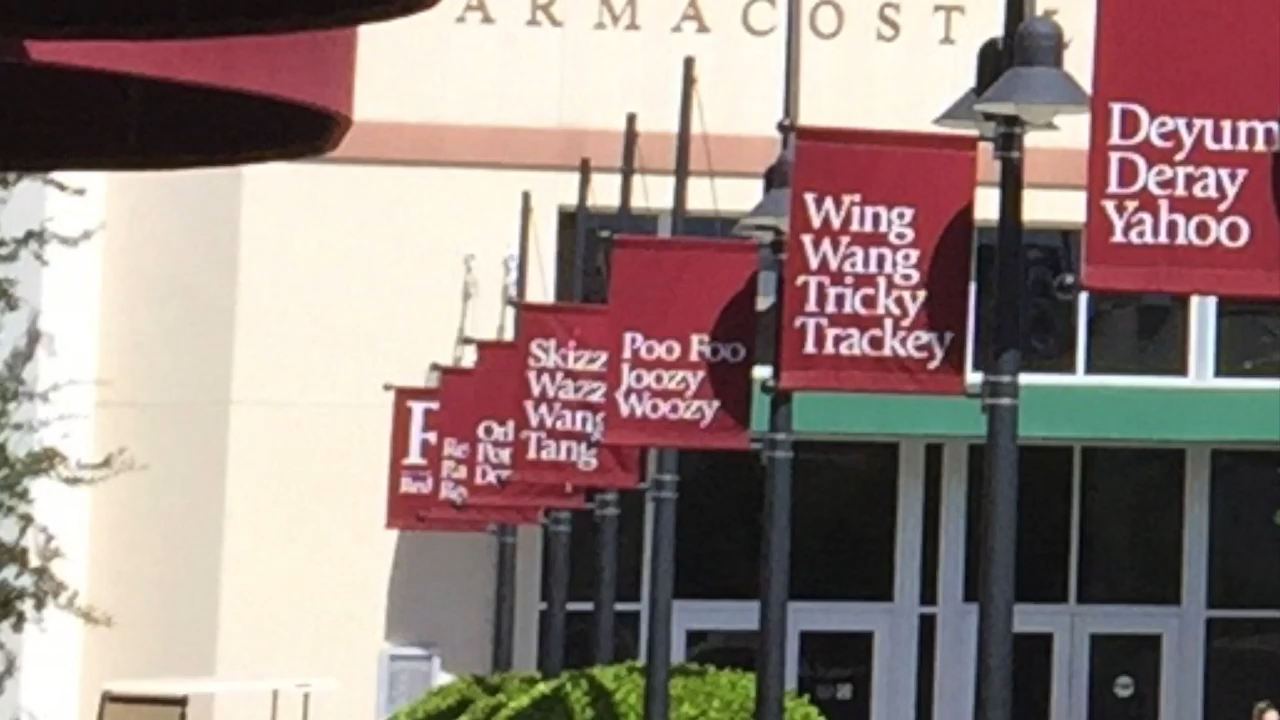 ARMACOST &
Deyum
Deray
Yahoo
Wing
Wang
Tricky
Trackey
Poo Foo
Joozy
Woozy
Skizz
Wazz
Wang
Tang